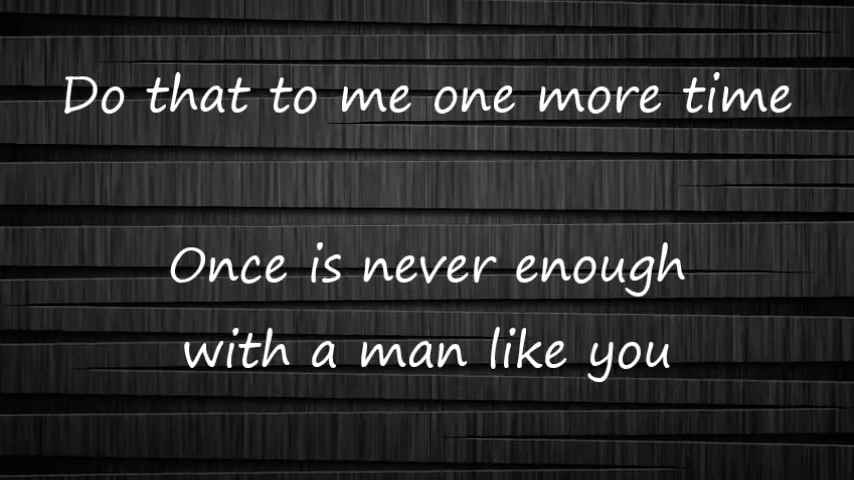 Do that to me one more time
Once is never enough
with a man like you